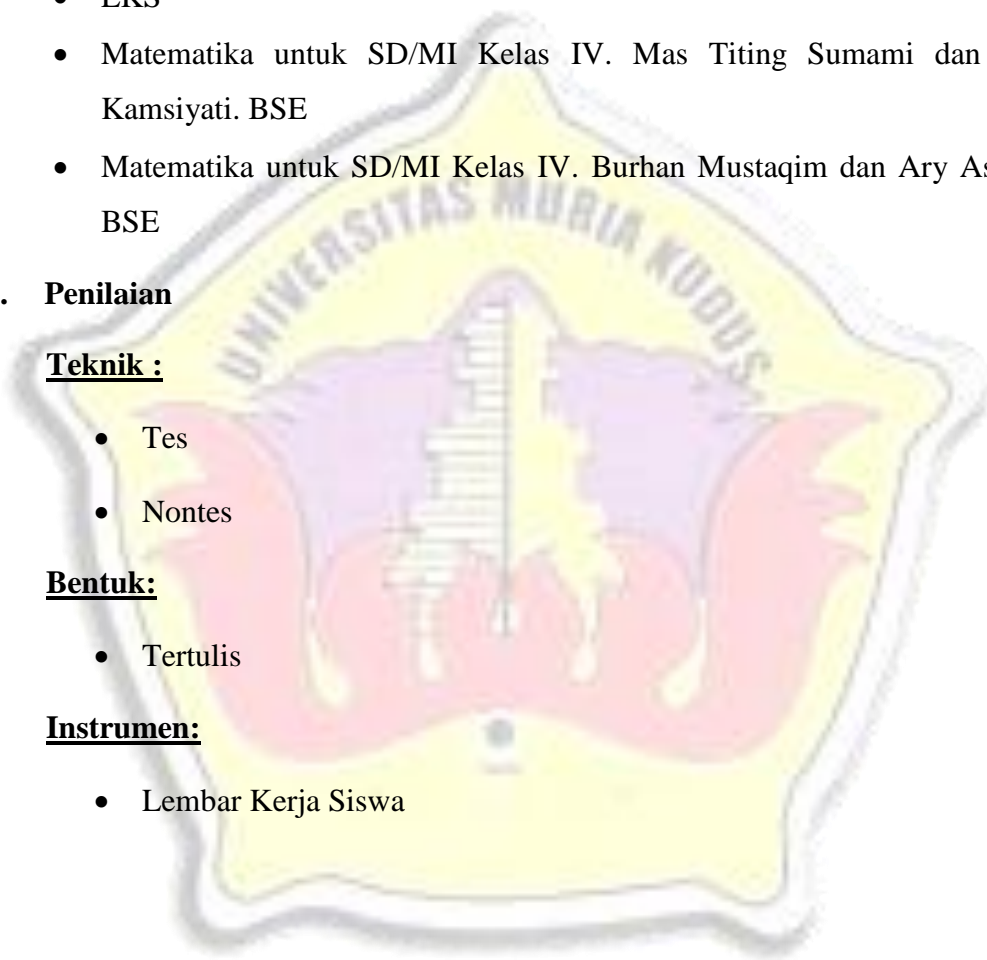 • LKS
• Matematika untuk SD/MI Kelas IV. Mas Titing Sumami dan
Kamsiyati. BSE
• Matematika untuk SD/MI Kelas IV. Burhan Mustaqim dan Ary
BSE
. Penilaian
Teknik :
• Tes
• Nontes
Bentuk:
• Tertulis
Instrumen:
• Lembar Kerja Siswa
UNIVERSITAS MURIA KUDUS